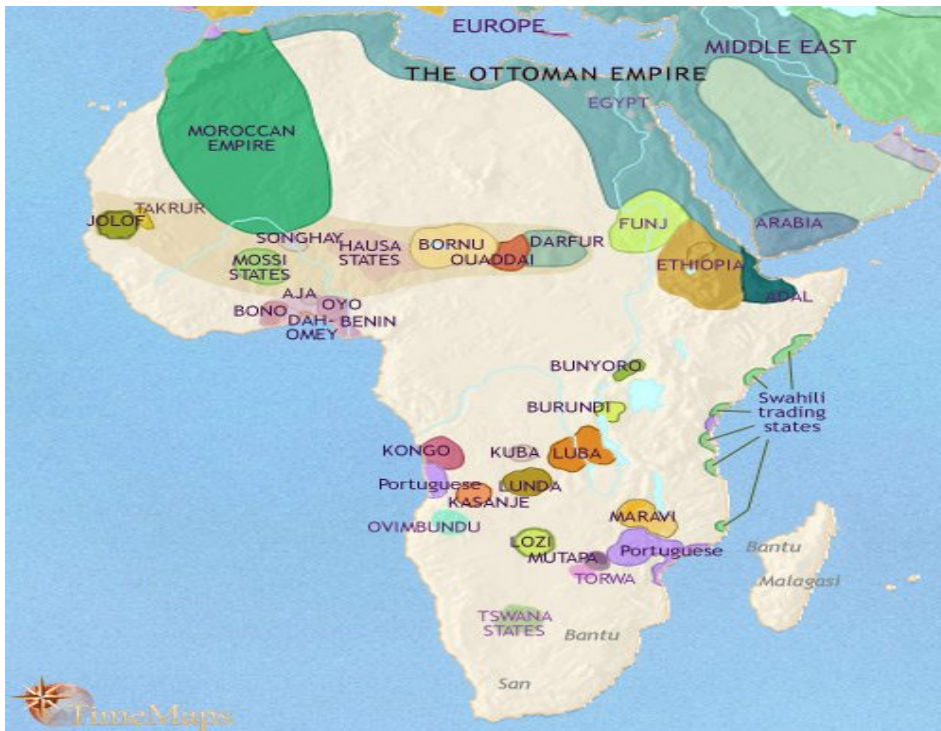 EUROPE
MIDDLE EAST
THE OTTOMAN EMPIRE
EGYPT
MOROCCAN
EMPIRE
TAKRUR
JOLOF
SONGHAY
HAUSA
STATES
BORNU
OUADDAI
DARFUR
FUNJ
ARABIA
MOSSI
STATES
ETHIOPIA
ADAL
AJA
OYO
BONO
DAH-
OMEY
BENIN
BUNYORO
BURUNDI
Swahili
trading
states
KONGO
KUBA
LUBA
Portuguese
LUNDA
KASANJE
OVIMBUNDU
MARAVI
LOZI
MUTAPA
Portuguese
TORWA
Bantu
Malagasi
TSWANA
STATES
Bantu
San
TimeMaps